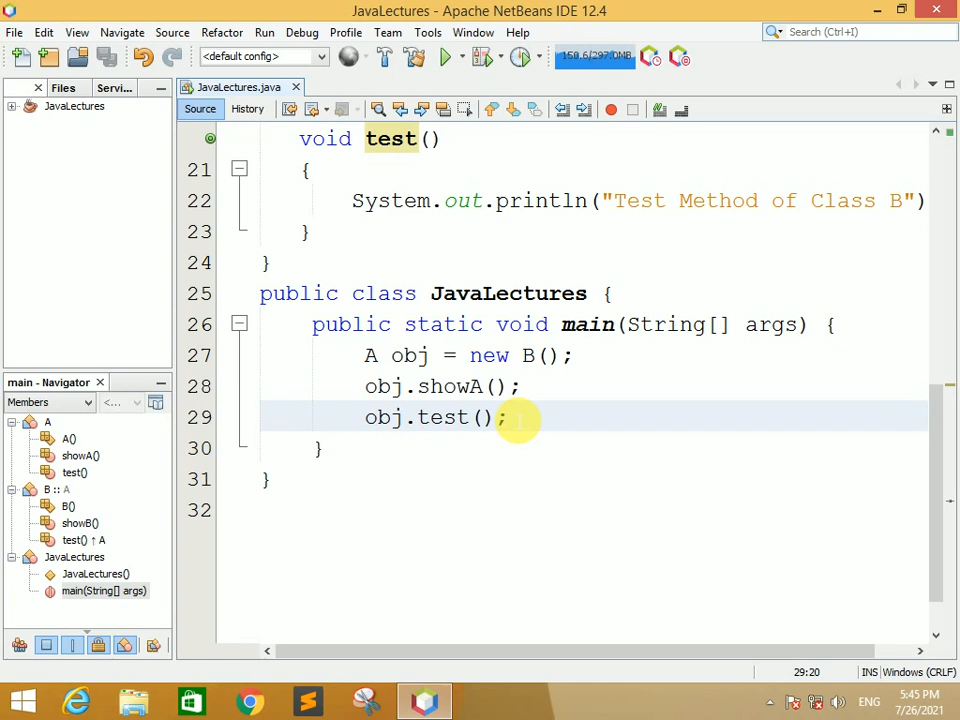 JavaLectures - Apache NetBeans IDE 12.4
File Edit View Navigate Source Refactor Run Debug Profile Team Tools Window Help
Search (Ctrl+I)
<default config>
158.6/297.0MB
Files Servi...
JavaLectures.java
JavaLectures
Source History
void test()
21 {
22 System.out.println("Test Method of Class B")
23 }
24 }
25 public class JavaLectures {
26 public static void main(String[] args) {
27 A obj = new B();
28 obj.showA();
29 obj.test();
30 }
31 }
32
main - Navigator
Members <...
A
A()
showA()
test()
B :: A
B()
showB()
test() ↑ A
JavaLectures
JavaLectures()
main(String[] args)
29:20 INS Windows (CRLF)
ENG
5:45 PM
7/26/2021